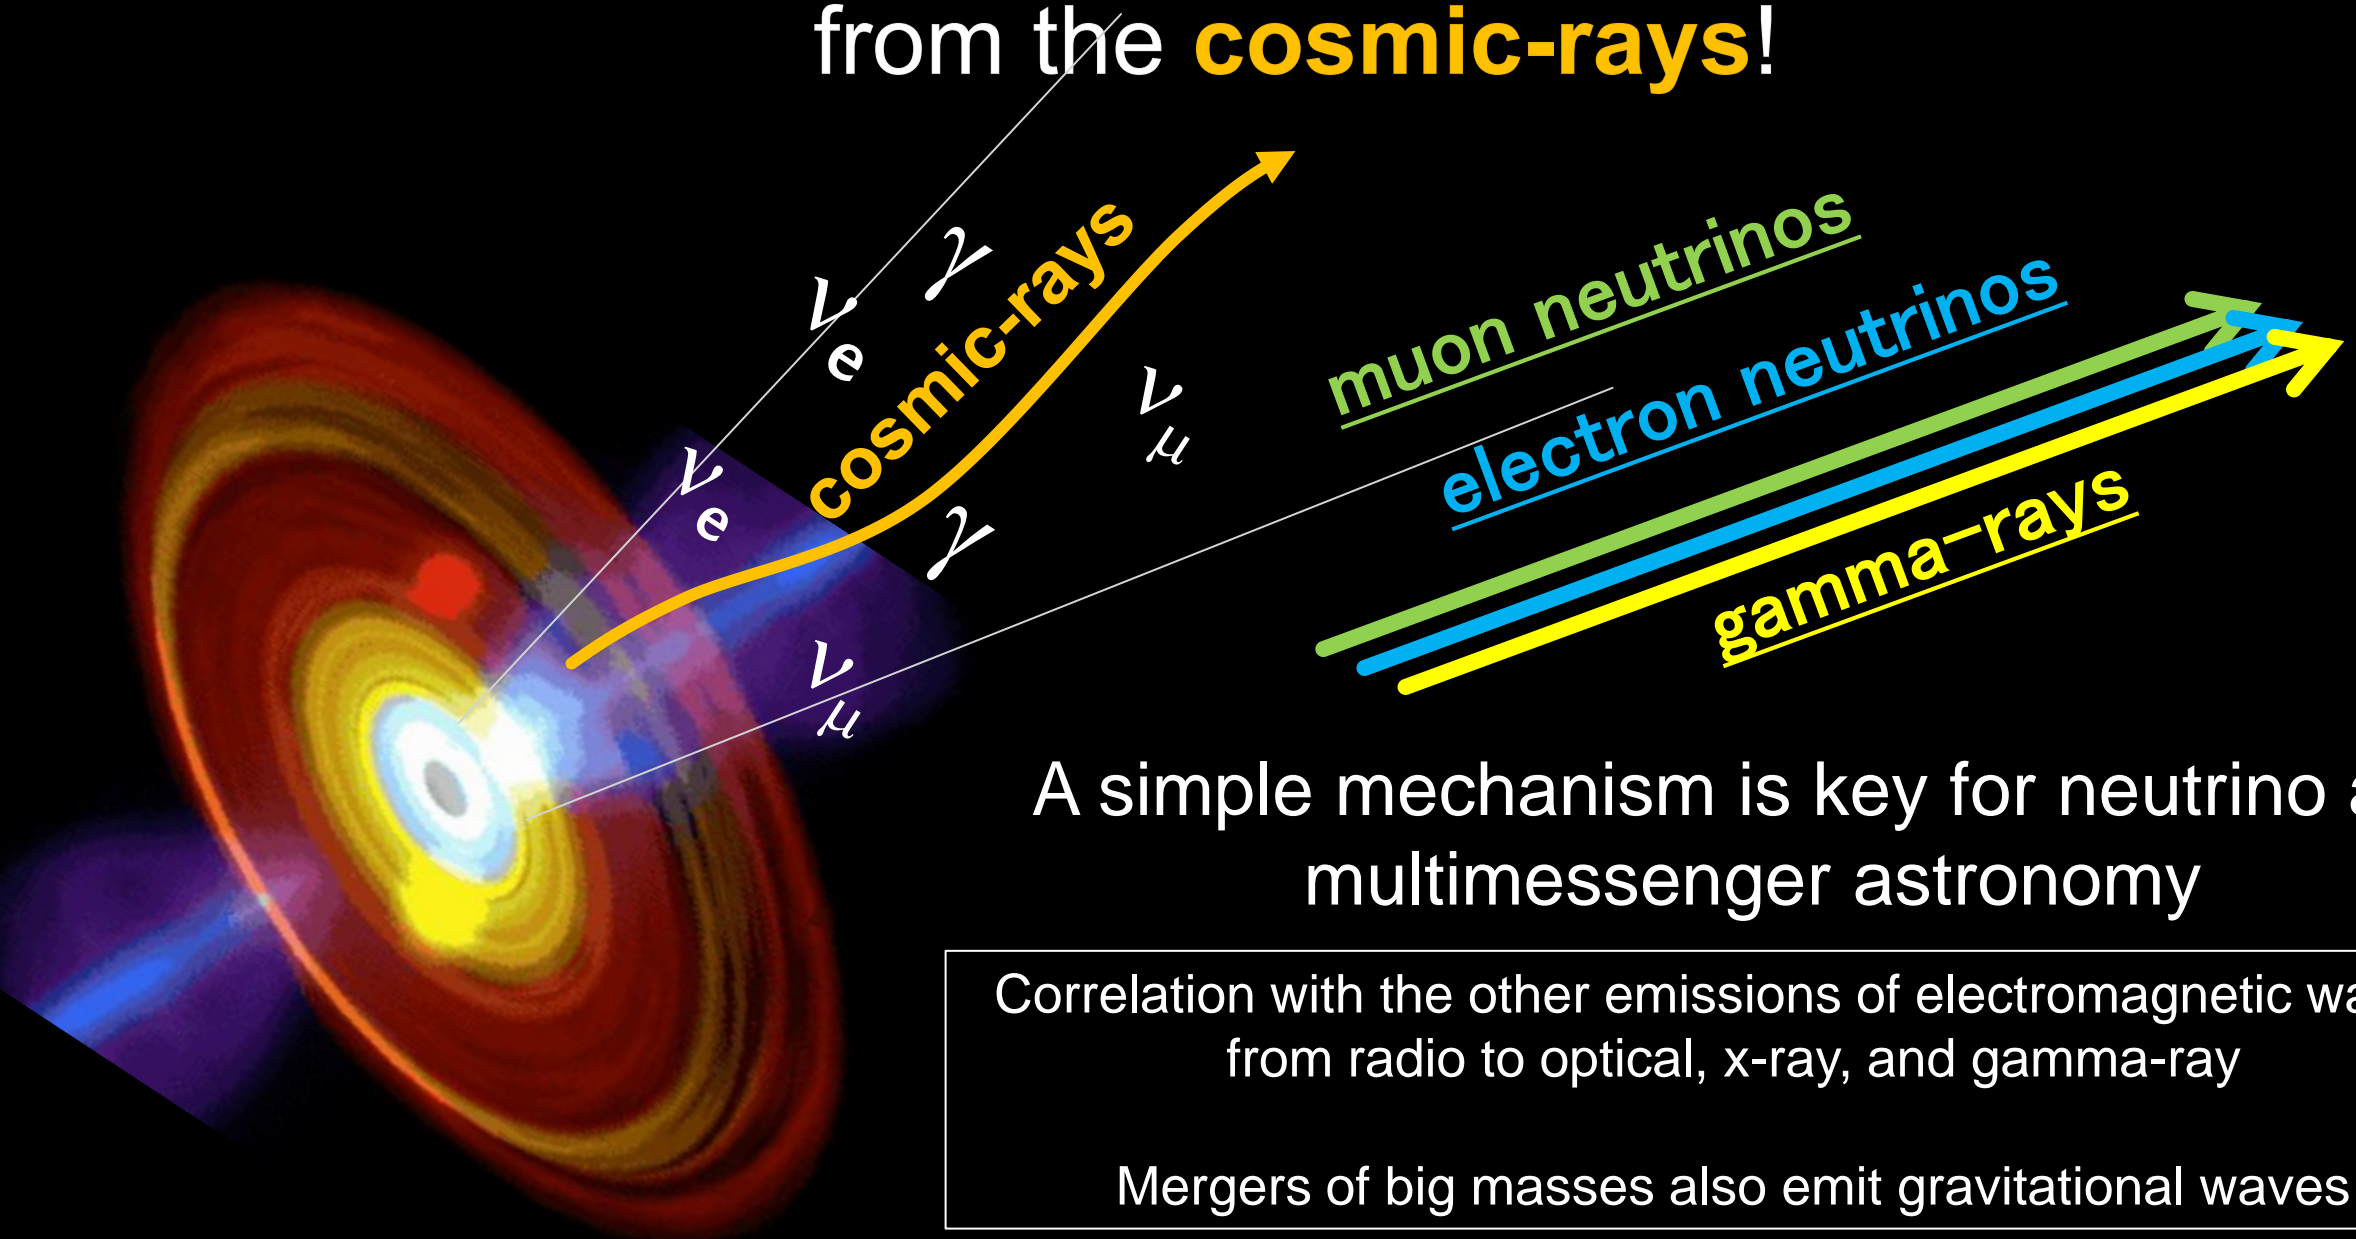 from the cosmic-rays!
γ
cosmic-rays
ν
e
ν
μ
muon neutrinos
electron neutrinos
gamma-rays
ν
e
γ
ν
μ
A simple mechanism is key for neutrino
multimessenger astronomy
Correlation with the other emissions of electromagnetic
from radio to optical, x-ray, and gamma-ray
Mergers of big masses also emit gravitational waves